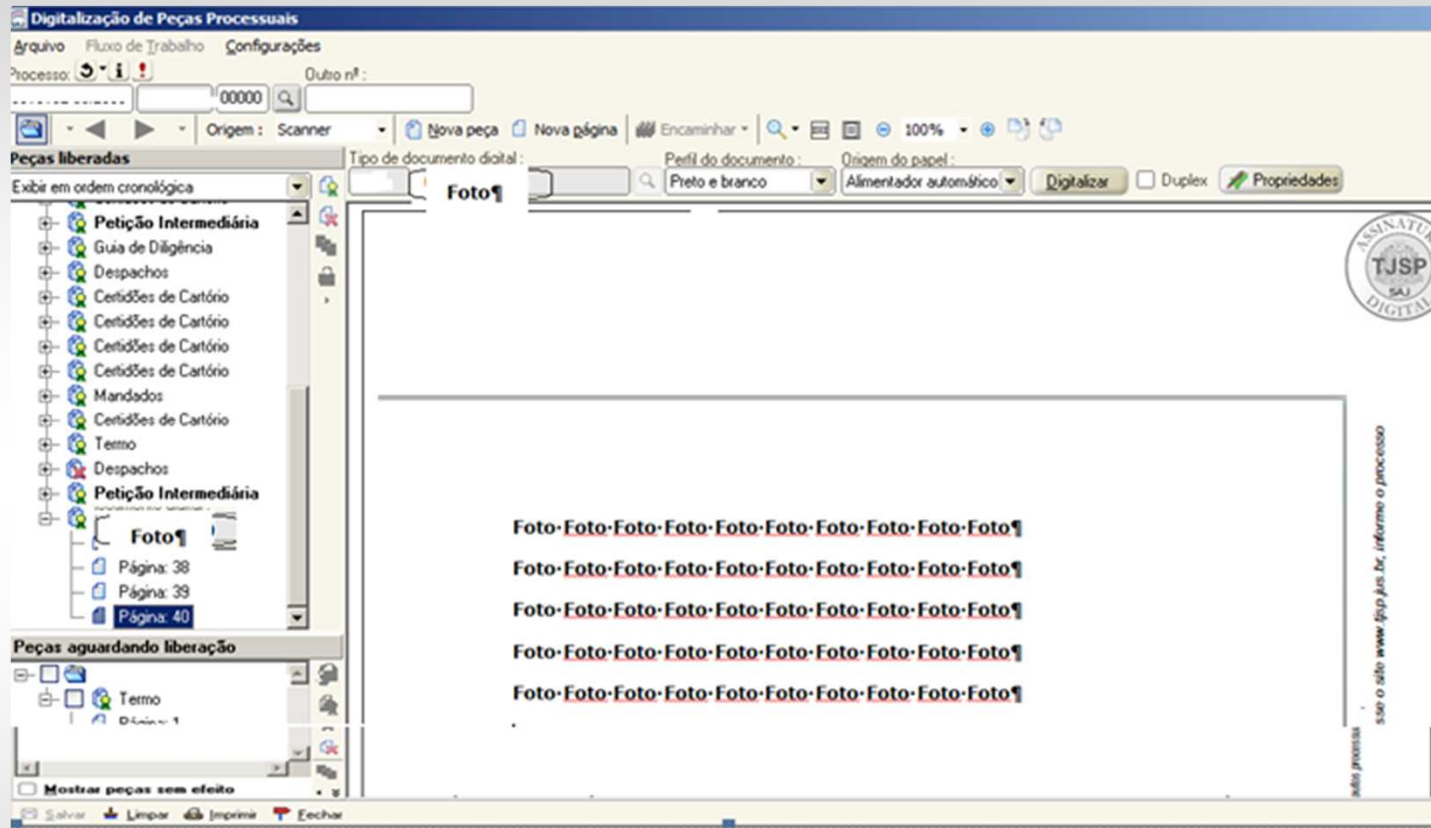 Digitalização de Peças Processuais
Arquivo Fluxo de Trabalho Configurações
Processo: Outro nº :
00000
Origem : Scanner Nova peça Nova página Encaminhar 100%
Peças liberadas
Tipo de documento digital : Perfil do documento : Origem do papel :
Exibir em ordem cronológica
Foto¶ Preto e branco Alimentador automático Digitalizar Duplex Propriedades
Petição Intermediária
Guia de Diligência
Despachos
Certidões de Cartório
Certidões de Cartório
Certidões de Cartório
Certidões de Cartório
Mandados
Certidões de Cartório
Termo
Despachos
Petição Intermediária
Foto¶
Página: 38
Página: 39
Página: 40
Peças aguardando liberação
Termo
Página: 1
Mostrar peças sem efeito
Salvar Limpar Imprimir Fechar
ASSINATURA
TJSP
SAJ
DIGITAL
Foto·Foto·Foto·Foto·Foto·Foto·Foto·Foto·Foto·Foto¶
Foto·Foto·Foto·Foto·Foto·Foto·Foto·Foto·Foto·Foto¶
Foto·Foto·Foto·Foto·Foto·Foto·Foto·Foto·Foto·Foto¶
Foto·Foto·Foto·Foto·Foto·Foto·Foto·Foto·Foto·Foto¶
Foto·Foto·Foto·Foto·Foto·Foto·Foto·Foto·Foto·Foto¶
sse o site www.tjsp.jus.br, informe o processo
autos processua